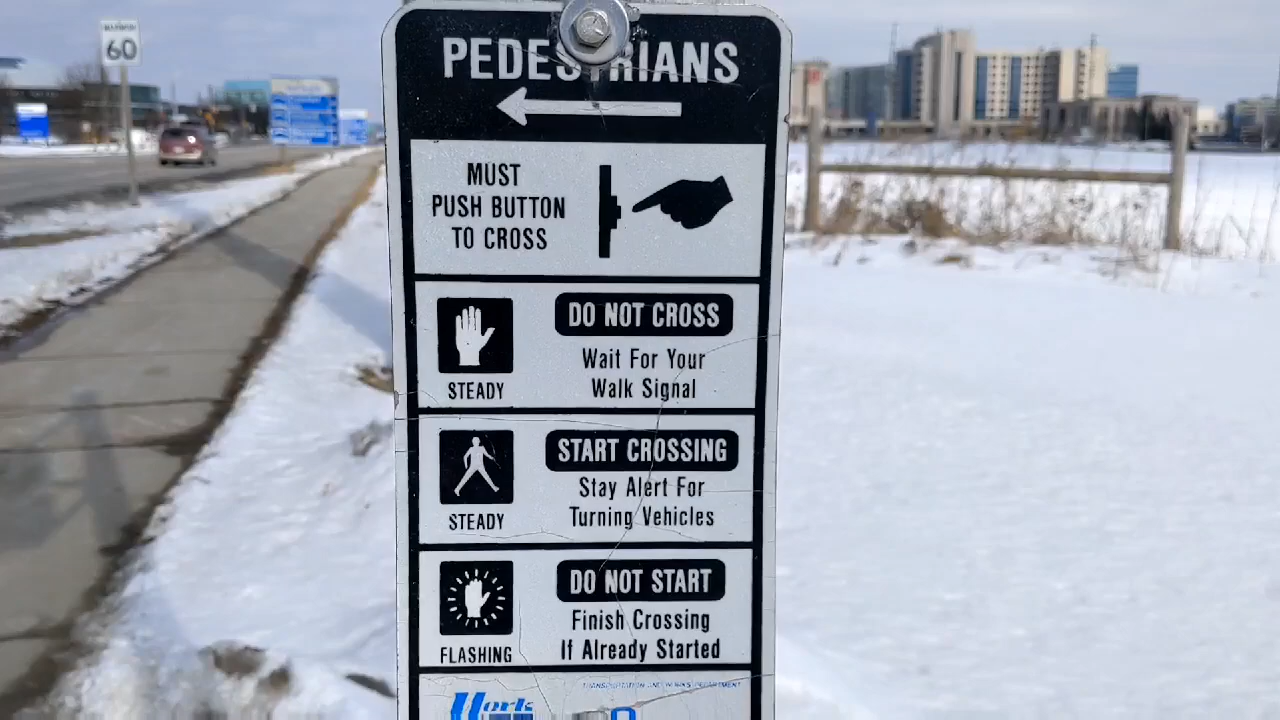 MAXIMUM
60
PEDESTRIANS
MUST
PUSH BUTTON
TO CROSS
DO NOT CROSS
Wait For Your
Walk Signal
STEADY
START CROSSING
Stay Alert For
Turning Vehicles
STEADY
DO NOT START
Finish Crossing
If Already Started
FLASHING
TRANSPORTATION AND WORKS DEPARTMENT
York